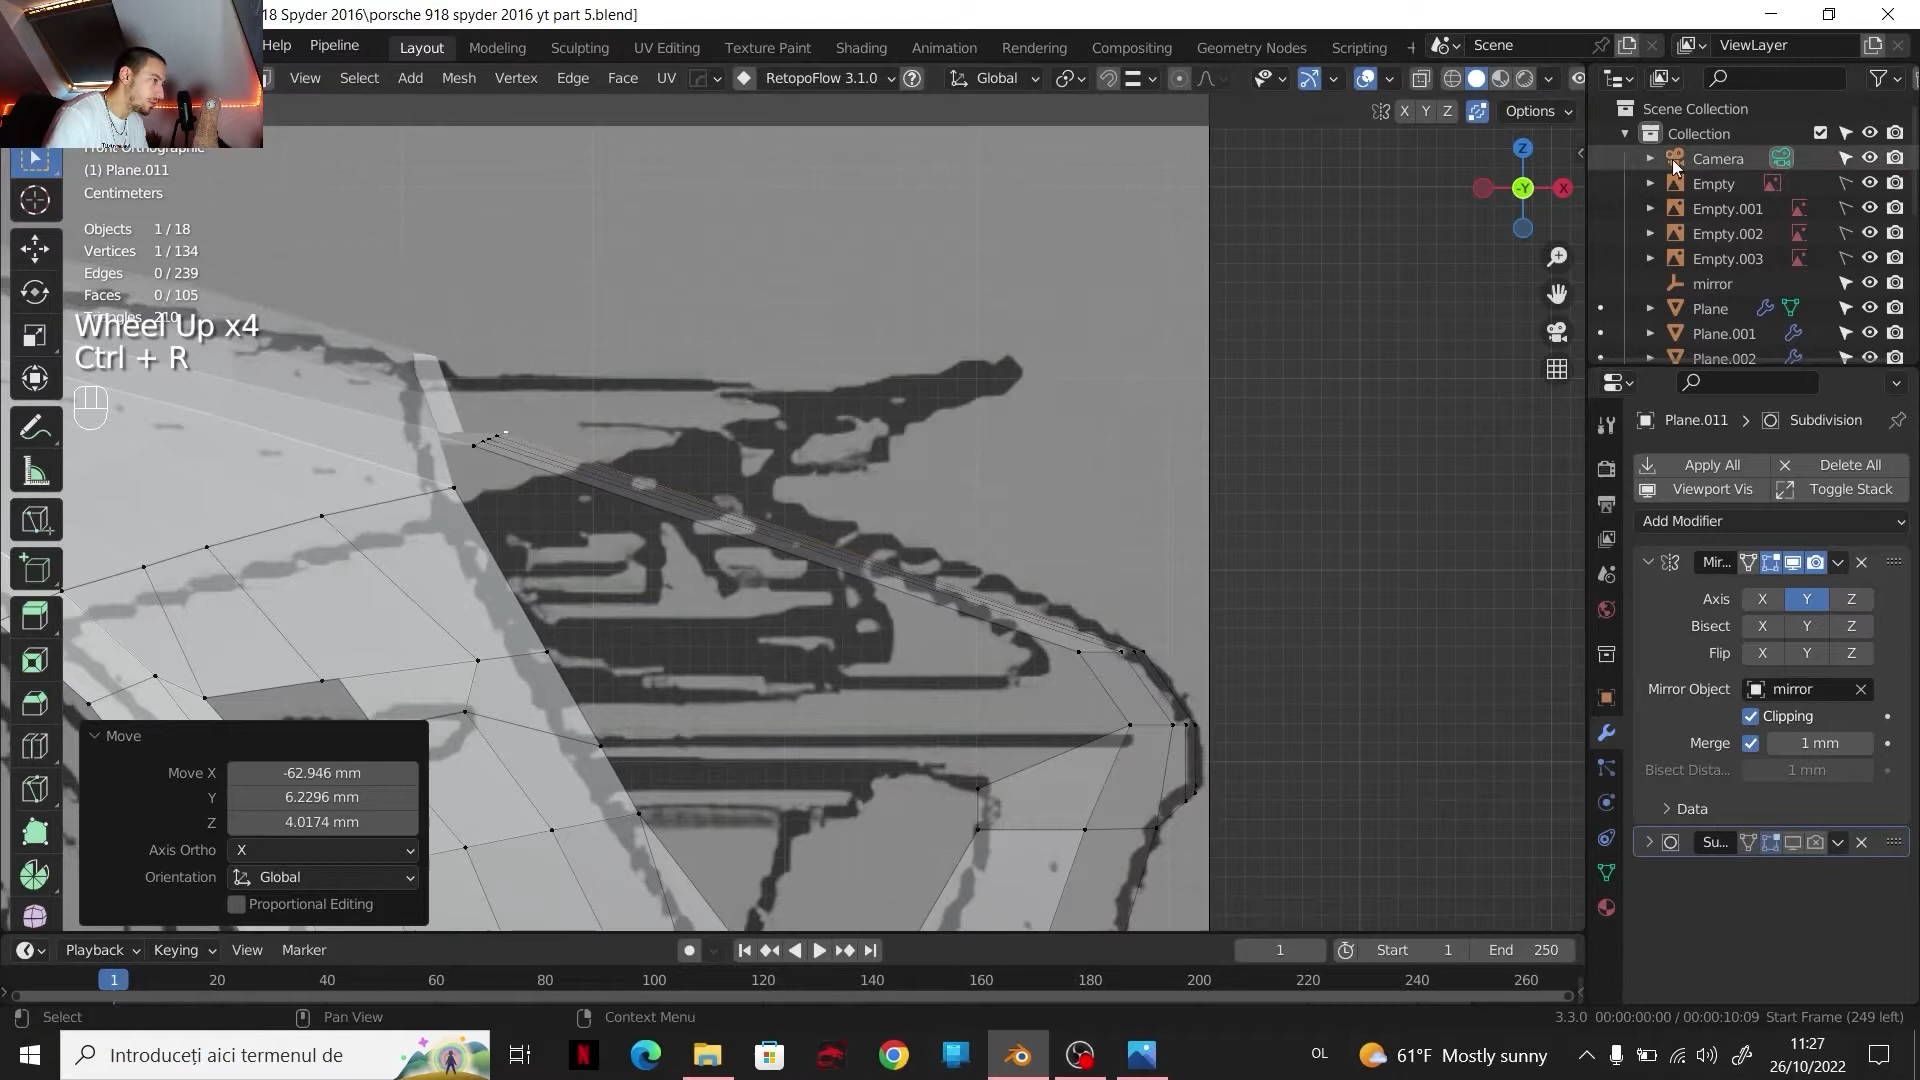 18 Spyder 2016\porsche 918 spyder 2016 yt part 5.blend]
Help Pipeline Layout Modeling Sculpting UV Editing Texture Paint Shading Animation Rendering Compositing Geometry Nodes Scripting + Scene ViewLayer
View Select Add Mesh Vertex Edge Face UV RetopoFlow 3.1.0 Global
X Y Z Options
Front Orthographic
(1) Plane.011
Centimeters
Objects 1 / 18
Vertices 1 / 134
Edges 0 / 239
Faces 0 / 105
Triangles 210
Wheel Up x4
Ctrl + R
Z
-Y
X
Scene Collection
Collection
Camera
Empty
Empty.001
Empty.002
Empty.003
mirror
Plane
Plane.001
Plane.002
Plane.011 > Subdivision
Apply All Delete All
Viewport Vis Toggle Stack
Add Modifier
Mir...
Axis X Y Z
Bisect X Y Z
Flip X Y Z
Mirror Object mirror
Clipping
Merge 1 mm
Bisect Dista... 1 mm
Data
Su...
Move
Move X -62.946 mm
Y 6.2296 mm
Z 4.0174 mm
Axis Ortho X
Orientation Global
Proportional Editing
Playback Keying View Marker 1 Start 1 End 250
1 20 40 60 80 100 120 140 160 180 200 220 240 260
Select Pan View Context Menu 3.3.0 00:00:00:00 / 00:00:10:09 Start Frame (249 left)
Introduceți aici termenul de
OL
61°F Mostly sunny
11:27
26/10/2022